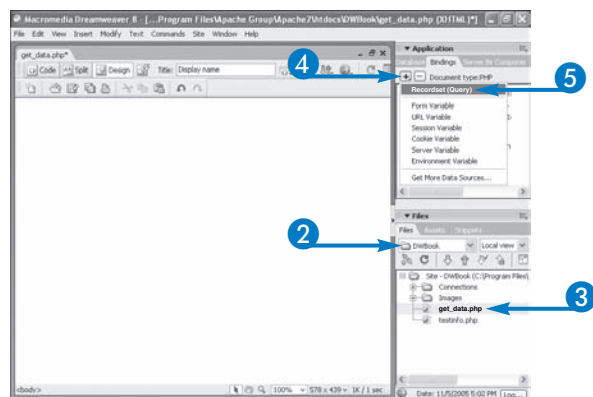 Macromedia Dreamweaver 8 - [...Program Files\Apache Group\Apache2\htdocs\DWBook\get_data.php (XHTML)*]
File Edit View Insert Modify Text Commands Site Window Help
get_data.php*
Code Split Design Title: Display name
Application
Database Bindings Server Be Component
4
Document type:PHP
5
Recordset (Query)
Form Variable
URL Variable
Session Variable
Cookie Variable
Server Variable
Environment Variable
Get More Data Sources...
Files
Files Assets Snippets
2
DWBook Local view
Site - DWBook (C:\Program Files\
Connections
Images
get_data.php
3
testinfo.php
<body> 100% 578 x 439 1K / 1 sec
Date: 11/5/2005 5:02 PM Log...